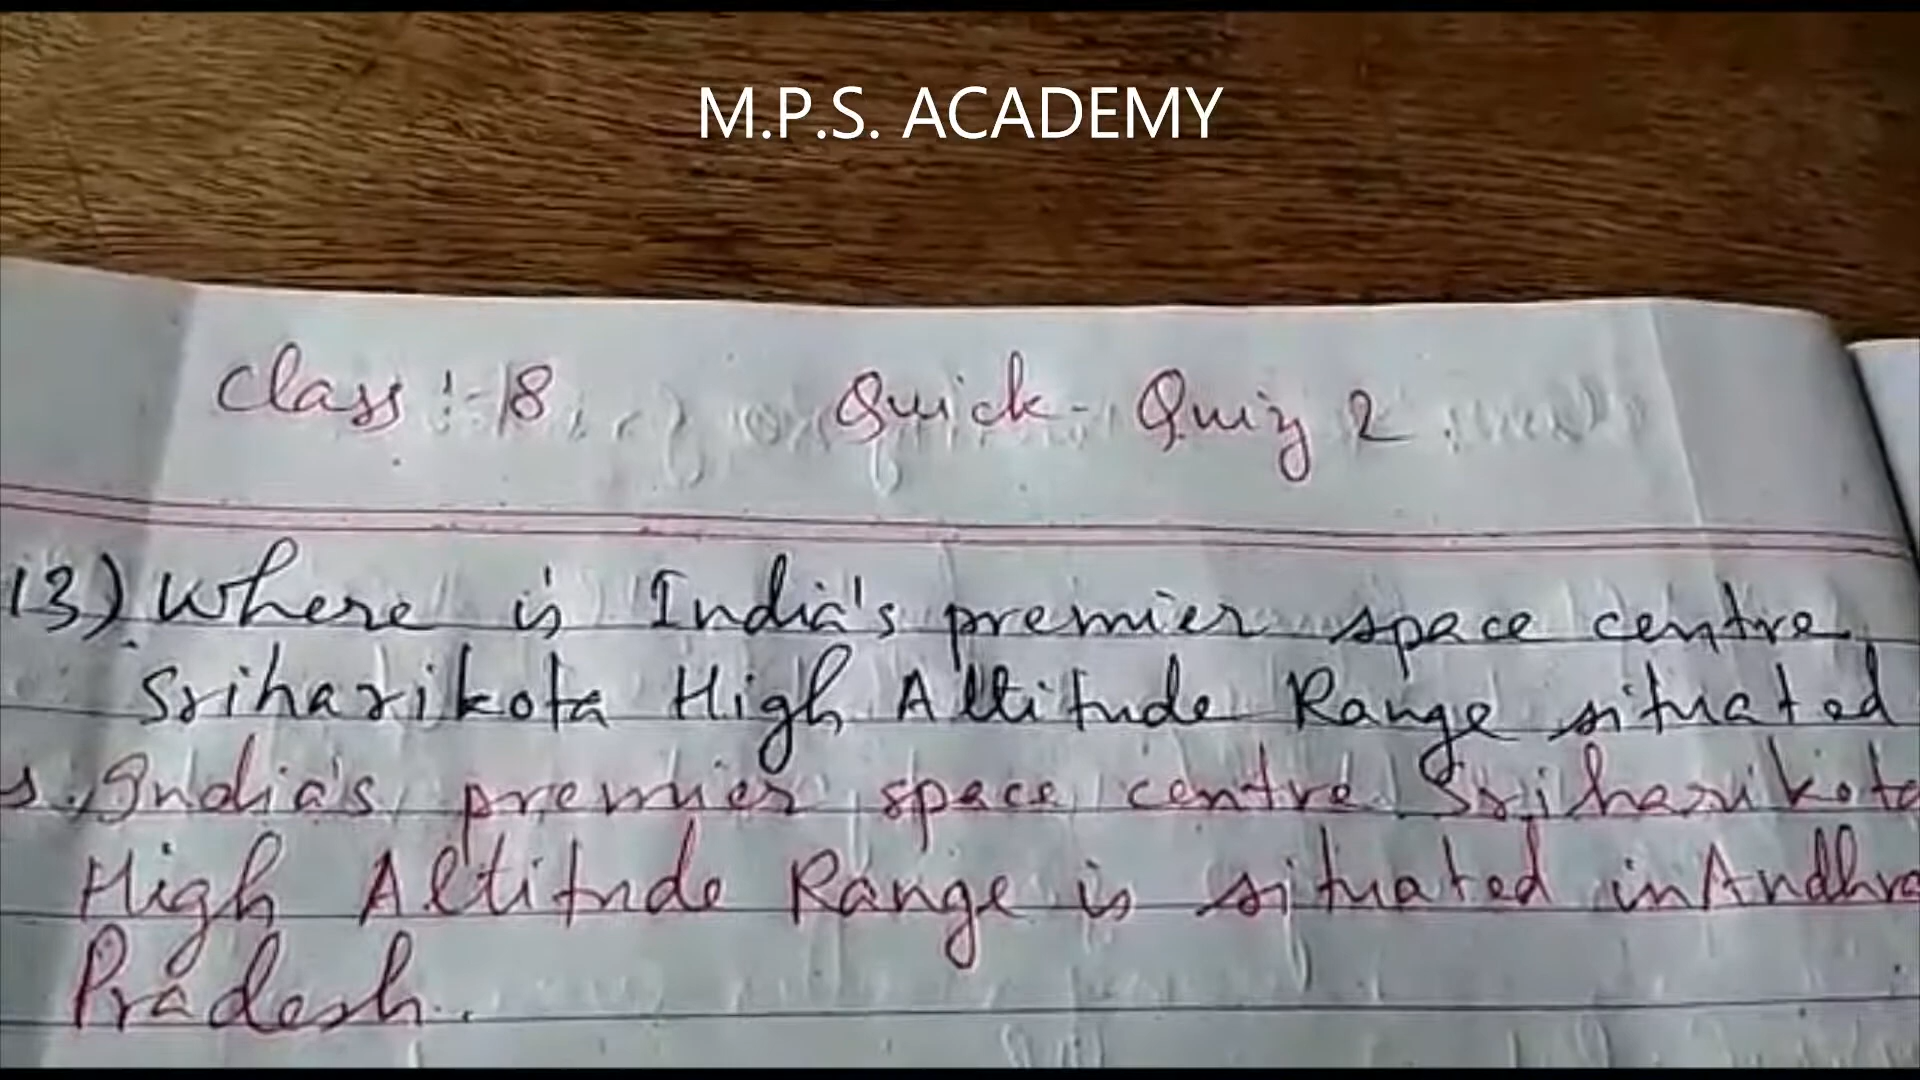 M.P.S. ACADEMY
Class :- 8 Quick Quiz 2
13) Where is India's premier space centre
Sriharikota High Altitude Range situated
s. India's premier space centre Sriharikota
High Altitude Range is situated in Andhra
Pradesh.